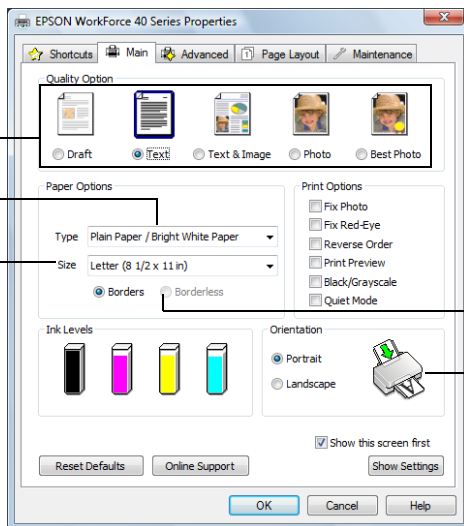 EPSON WorkForce 40 Series Properties
Shortcuts Main Advanced Page Layout Maintenance
Quality Option
Draft Text Text & Image Photo Best Photo
Paper Options
Type Plain Paper / Bright White Paper
Size Letter (8 1/2 x 11 in)
Borders Borderless
Print Options
Fix Photo
Fix Red-Eye
Reverse Order
Print Preview
Black/Grayscale
Quiet Mode
Ink Levels
Orientation
Portrait
Landscape
Show this screen first
Reset Defaults Online Support Show Settings
OK Cancel Help